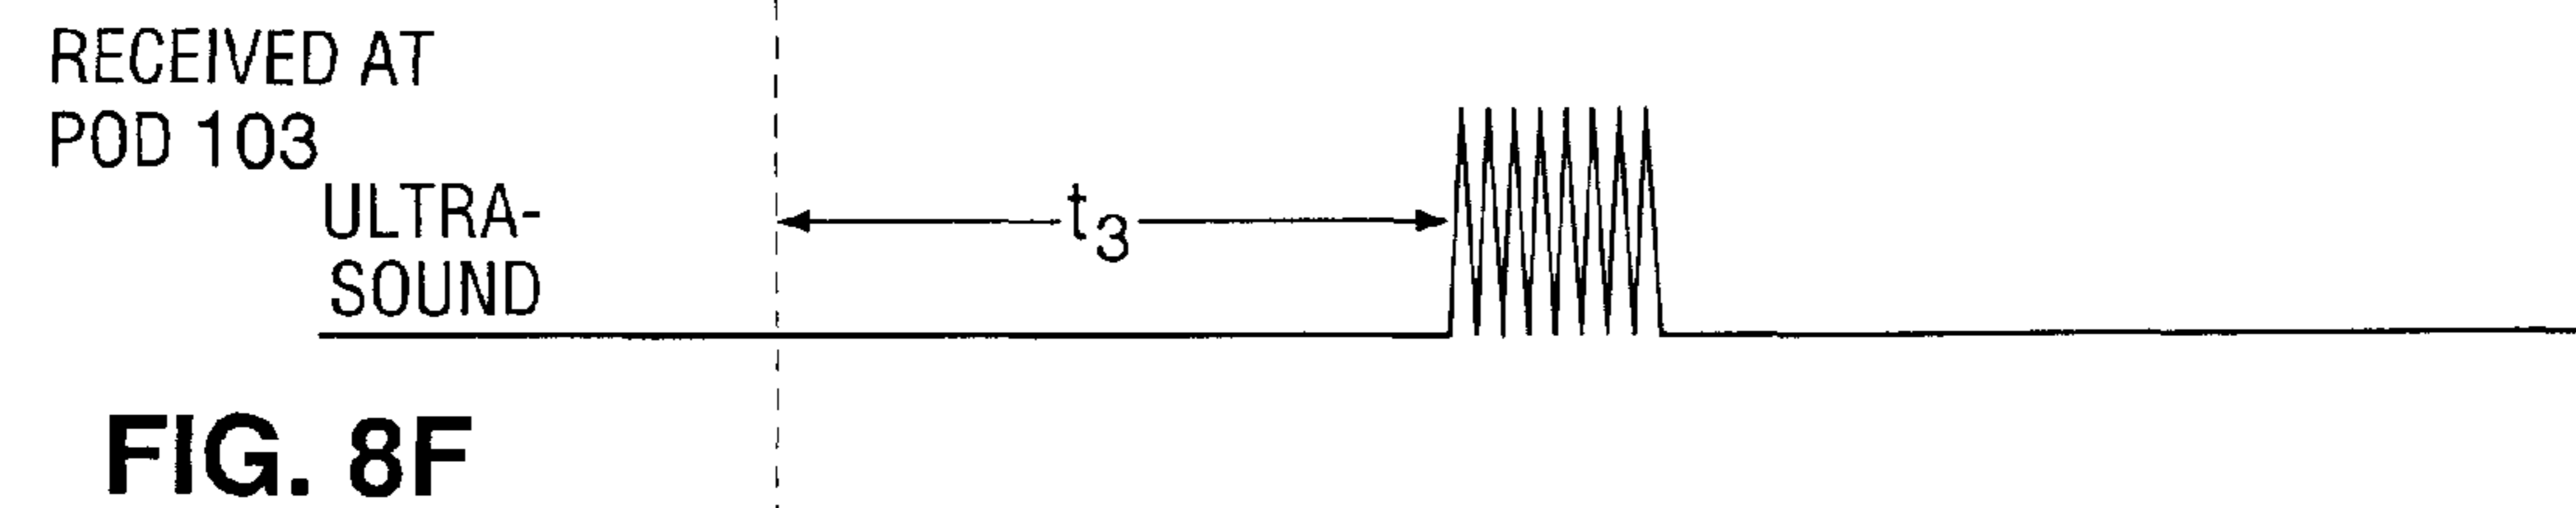 RECEIVED AT
POD 103
ULTRA-
SOUND
t3
FIG. 8F